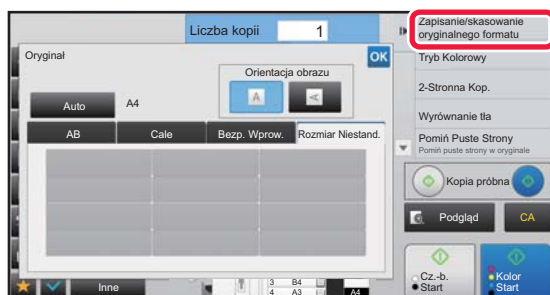 Liczba kopii 1
Zapisanie/skasowanie
oryginalnego formatu
Oryginał
OK
Tryb Kolorowy
Orientacja obrazu
A A
2-Stronna Kop.
Auto A4
Wyrównanie tła
AB Cale Bezp. Wprow. Rozmiar Niestand.
Pomiń Puste Strony
Pomiń puste strony w oryginale
Kopia próbna
Podgląd CA
Cz.-b. Kolor
Start Start
Inne
3 B4
4 A3 A4